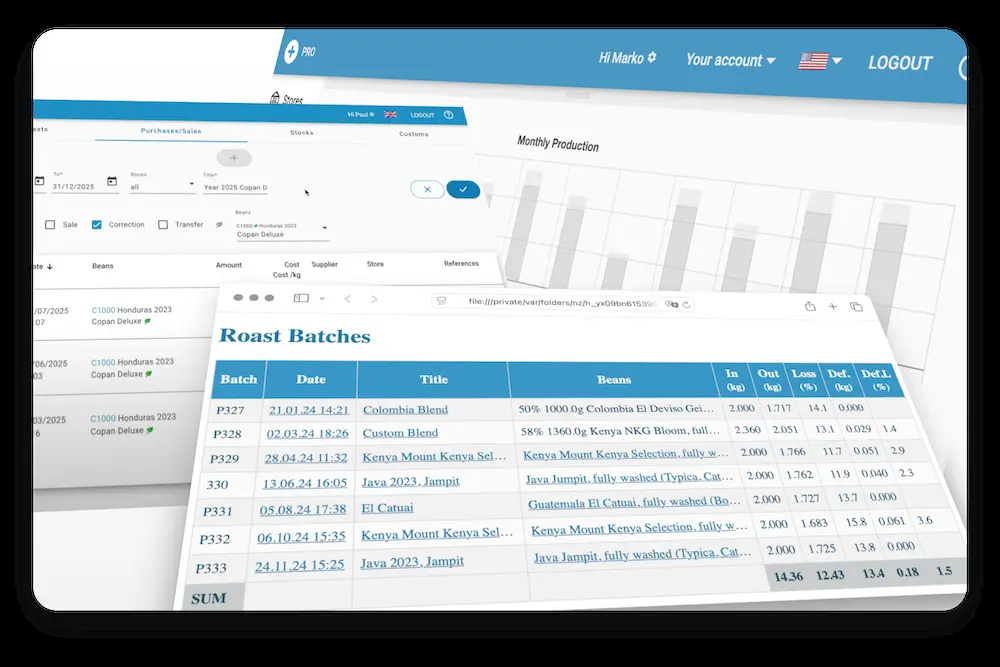 PRO
Hi Marko
Your account
LOGOUT
Stores
Hi Paul
LOGOUT
Purchases/Sales
Stocks
Customs
Monthly Production
+
To*
31/12/2025
Stores
all
Title*
Year 2025 Copan D
Sale
Correction
Transfer
Beans
C1000 Honduras 2023
Copan Deluxe
Beans
Amount
Cost
Cost /kg
Supplier
Store
References
/07/2025
:07
C1000 Honduras 2023
Copan Deluxe
/06/2025
03
C1000 Honduras 2023
Copan Deluxe
03/2025
C1000 Honduras 2023
Copan Deluxe
file:///private/var/folders/nz/h_yx09bn61539
Roast Batches
Batch Date Title Beans In (kg) Out (kg) Loss (%) Def. (kg) Def.L (%)
P327 21.01.24 14:21 Colombia Blend 50% 1000.0g Colombia El Deviso Gei... 2.000 1.717 14.1 0.000
P328 02.03.24 18:26 Custom Blend 58% 1360.0g Kenya NKG Bloom, full... 2.360 2.051 13.1 0.029 1.4
P329 28.04.24 11:32 Kenya Mount Kenya Sel... Kenya Mount Kenya Selection, fully w... 2.000 1.766 11.7 0.051 2.9
330 13.06.24 16:05 Java 2023, Jampit Java Jumpit, fully washed (Typica, Cat... 2.000 1.762 11.9 0.040 2.3
P331 05.08.24 17:38 El Catuai Guatemala El Catuai, fully washed (Bo... 2.000 1.727 13.7 0.000
P332 06.10.24 15:35 Kenya Mount Kenya Sel... Kenya Mount Kenya Selection, fully w... 2.000 1.683 15.8 0.061 3.6
P333 24.11.24 15:25 Java 2023, Jampit Java Jampit, fully washed (Typica, Cat... 2.000 1.725 13.8 0.000
SUM 14.36 12.43 13.4 0.18 1.5